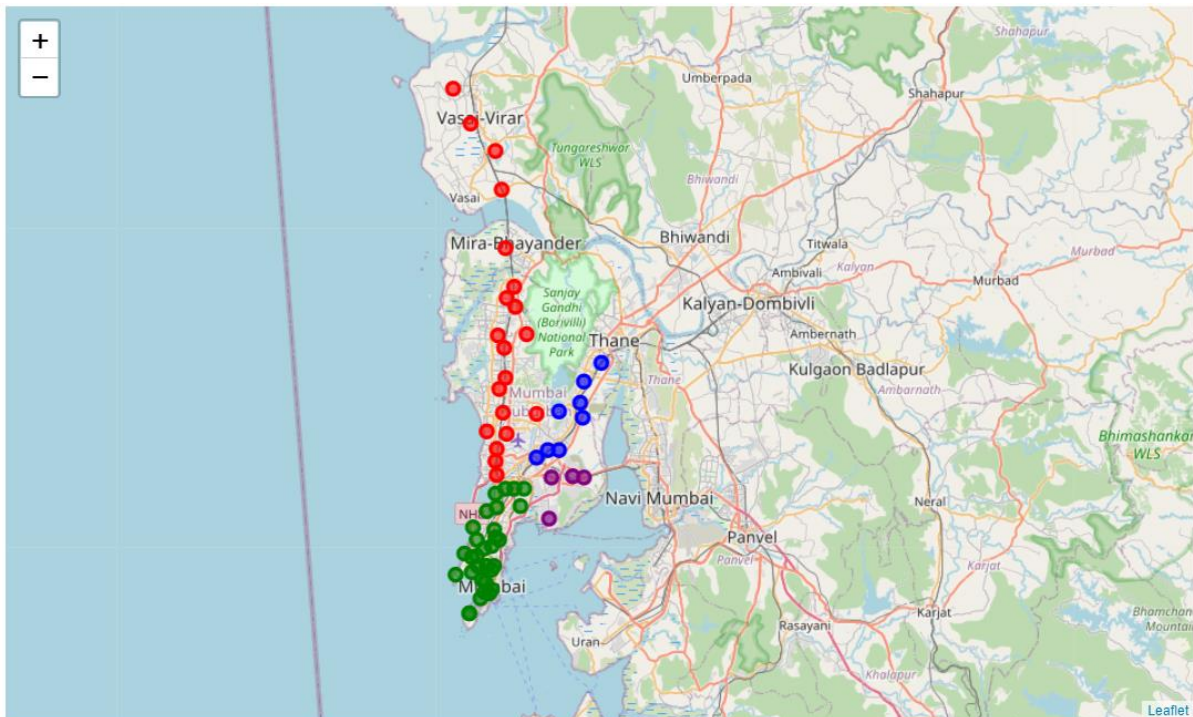 +
−
Shahapur
Umberpada
Shahapur
Vasai-Virar
Tungareshwar
WLS
Bhiwandi
Vasai
Mira-Bhayander
Bhiwandi
Titwala
Kalyan
Murbad
Ambivali
Murbad
Sanjay
Gandhi
(Borivili)
National
Park
Kalyan-Dombivli
Thane
Ambernath
Kulgaon Badlapur
Thane
Ambarnath
Mumbai
Bhimashankar
WLS
Navi Mumbai
Neral
NH
Panvel
Panvel
Karjat
Mumbai
Karjat
Rasayani
Uran
Khalapur
Leaflet